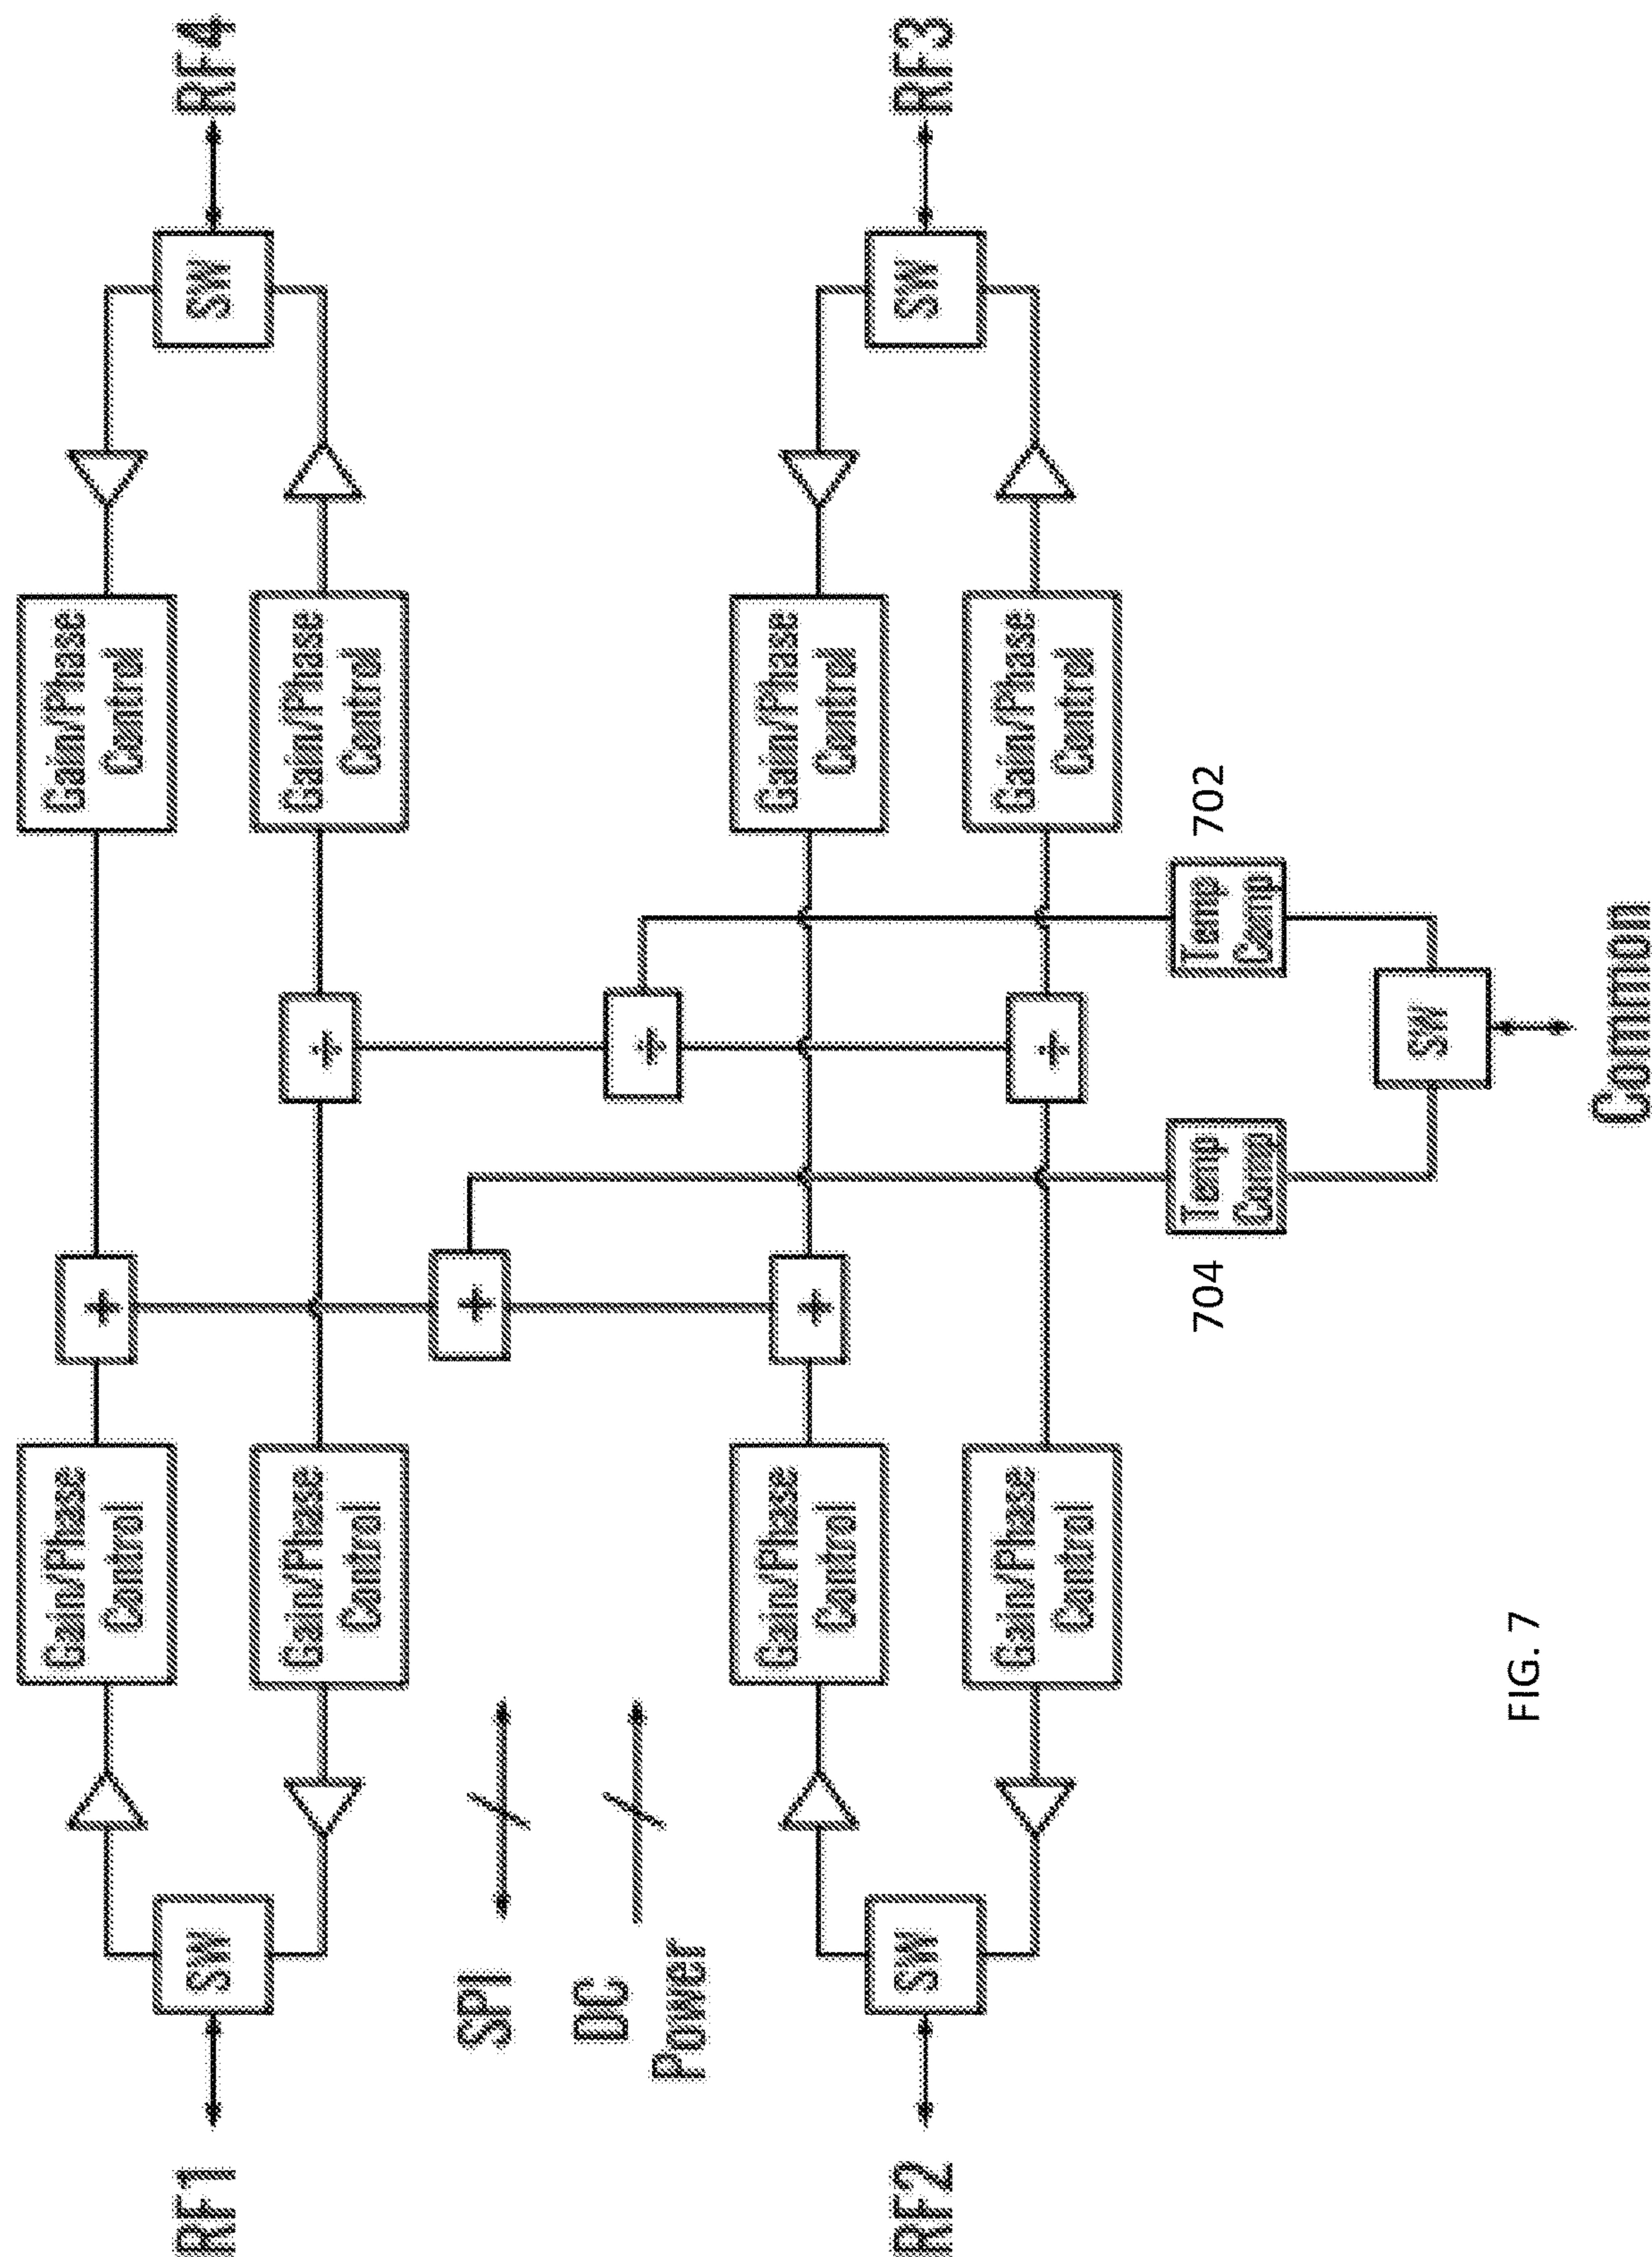 RF1
RF4
SW
SW
Gain/Phase
Control
Gain/Phase
Control
Gain/Phase
Control
Gain/Phase
Control
+
÷
SPI
DC
Power
+
÷
RF2
RF3
SW
SW
Gain/Phase
Control
Gain/Phase
Control
Gain/Phase
Control
Gain/Phase
Control
+
÷
704
Temp
Comp
Temp
Comp
702
SW
Common
FIG. 7